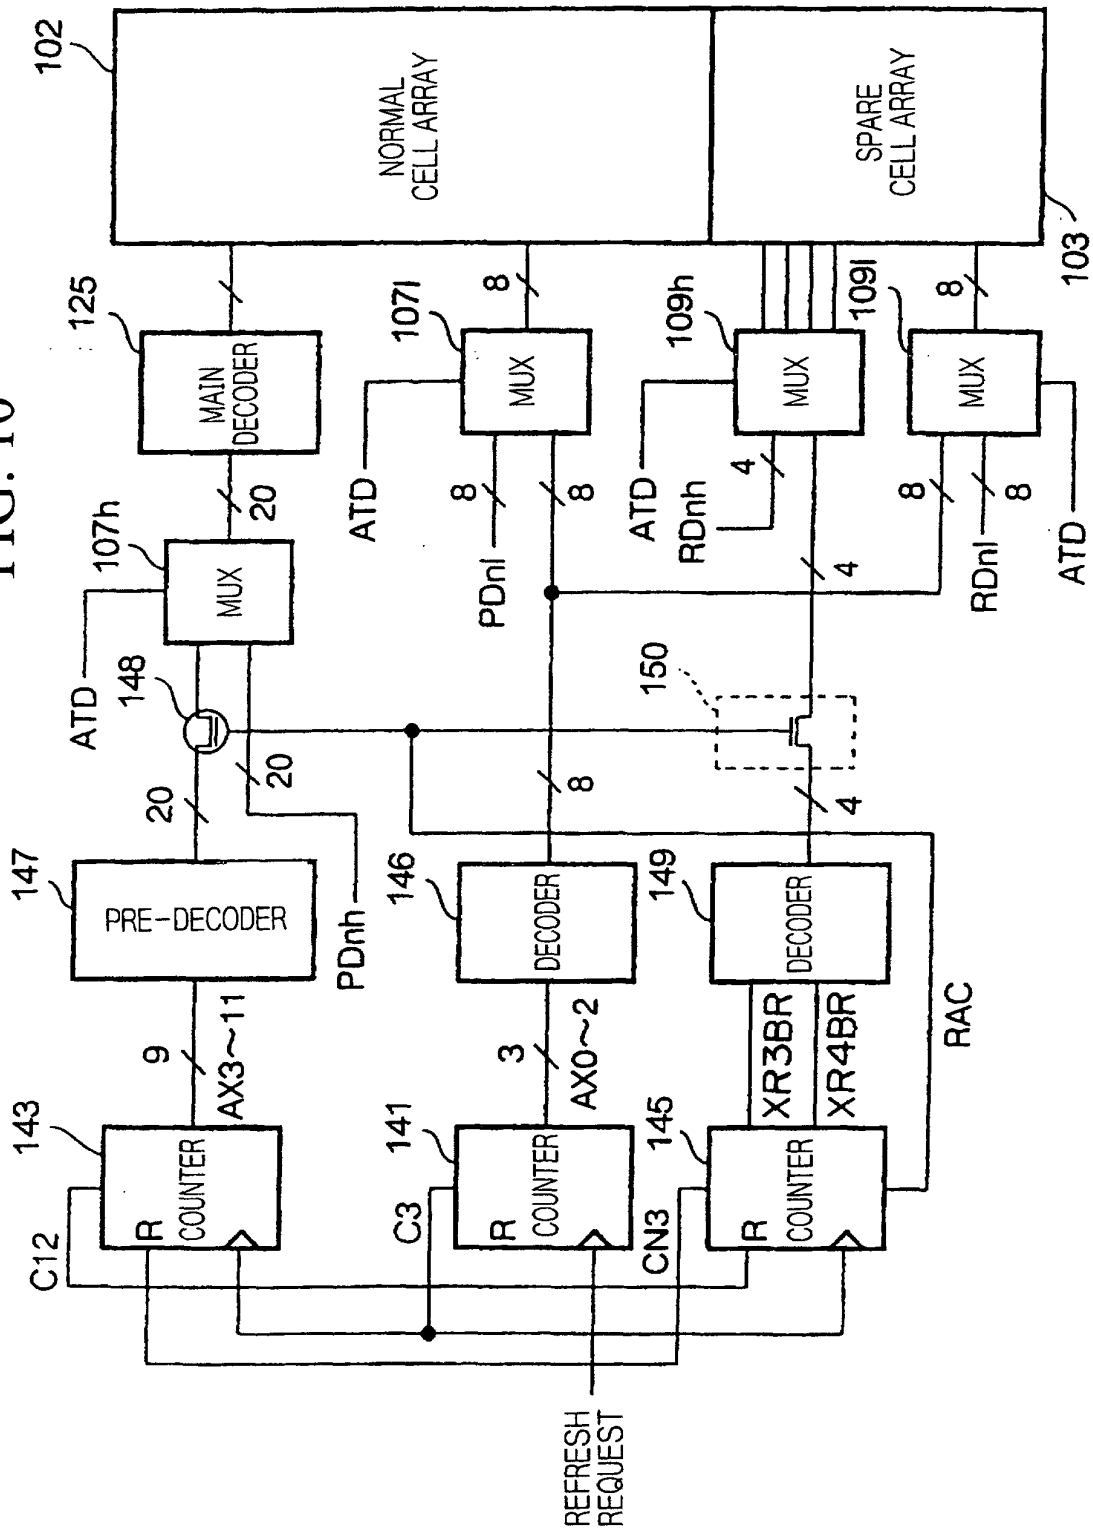 FIG. 10
102
NORMAL
CELL ARRAY
SPARE
CELL ARRAY
103
125
MAIN
DECODER
20
107h
MUX
ATD
148
20
20
147
PRE-DECODER
PDnh
9
AX3~11
143
COUNTER
R
C12
8
107l
MUX
ATD
8
PDnl
8
8
146
DECODER
3
AX0~2
141
COUNTER
R
C3
REFRESH
REQUEST
109h
MUX
ATD
RDnh
4
4
150
4
149
DECODER
XR3BR
XR4BR
145
COUNTER
R
CN3
RAC
8
109l
MUX
8
8
RDnl
ATD